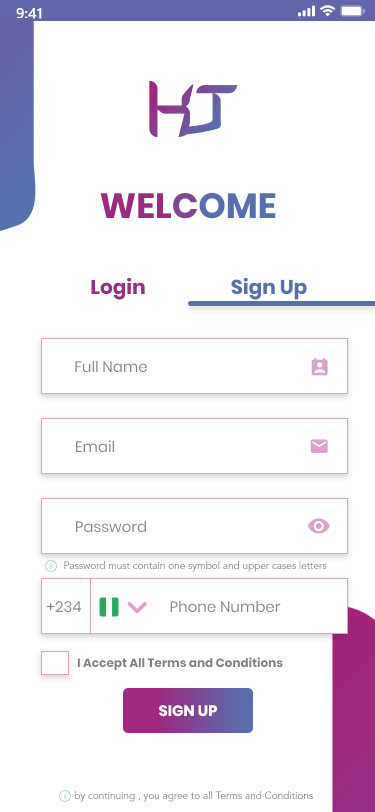 9:41
WELCOME
Login Sign Up
Full Name
Email
Password
Password must contain one symbol and upper cases letters
+234 Phone Number
I Accept All Terms and Conditions
SIGN UP
by continuing , you agree to all Terms and Conditions